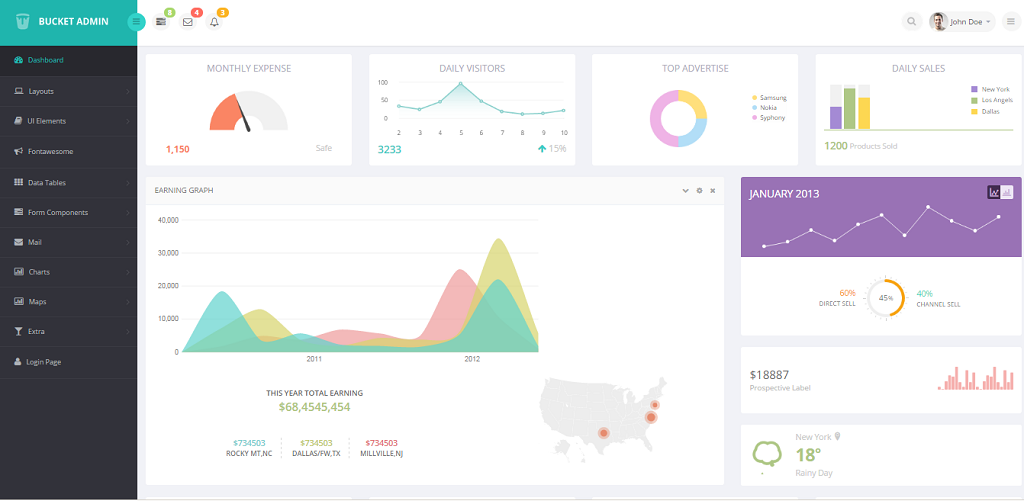 BUCKET ADMIN
8
4
3
John Doe
Dashboard
Layouts
UI Elements
Fontawesome
Data Tables
Form Components
Mail
Charts
Maps
Extra
Login Page
MONTHLY EXPENSE
1,150
Safe
DAILY VISITORS
100
50
0
2 3 4 5 6 7 8 9 10
3233
15%
TOP ADVERTISE
Samsung
Nokia
Syphony
DAILY SALES
New York
Los Angels
Dallas
1200 Products Sold
EARNING GRAPH
40,000
30,000
20,000
10,000
0
2011 2012
THIS YEAR TOTAL EARNING
$68,4545,454
$734503 $734503 $734503
ROCKY MT,NC DALLAS/FW,TX MILLVILLE,NJ
JANUARY 2013
60%
DIRECT SELL
45%
40%
CHANNEL SELL
$18887
Prospective Label
New York
18°
Rainy Day